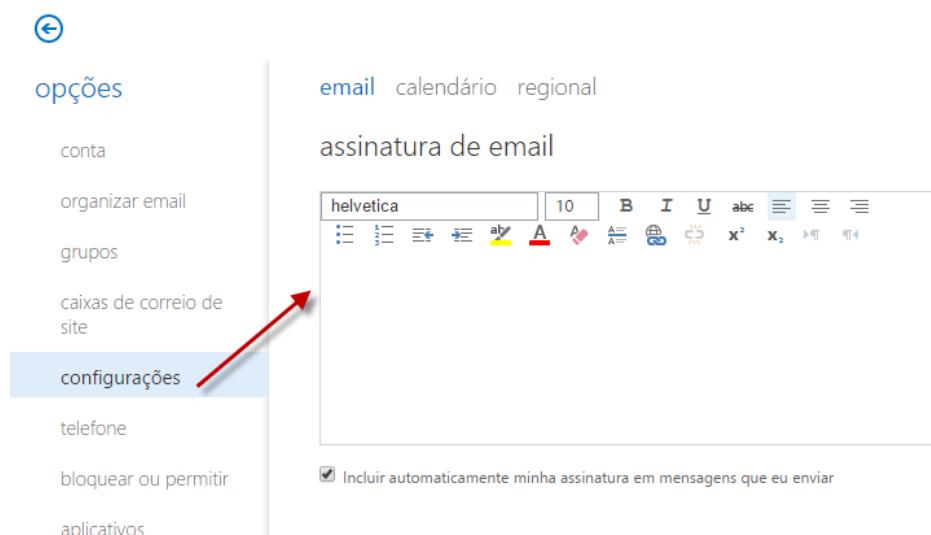 opções
conta
organizar email
grupos
caixas de correio de
site
configurações
telefone
bloquear ou permitir
aplicativos
email calendário regional
assinatura de email
helvetica 10 B I U abc
Incluir automaticamente minha assinatura em mensagens que eu enviar